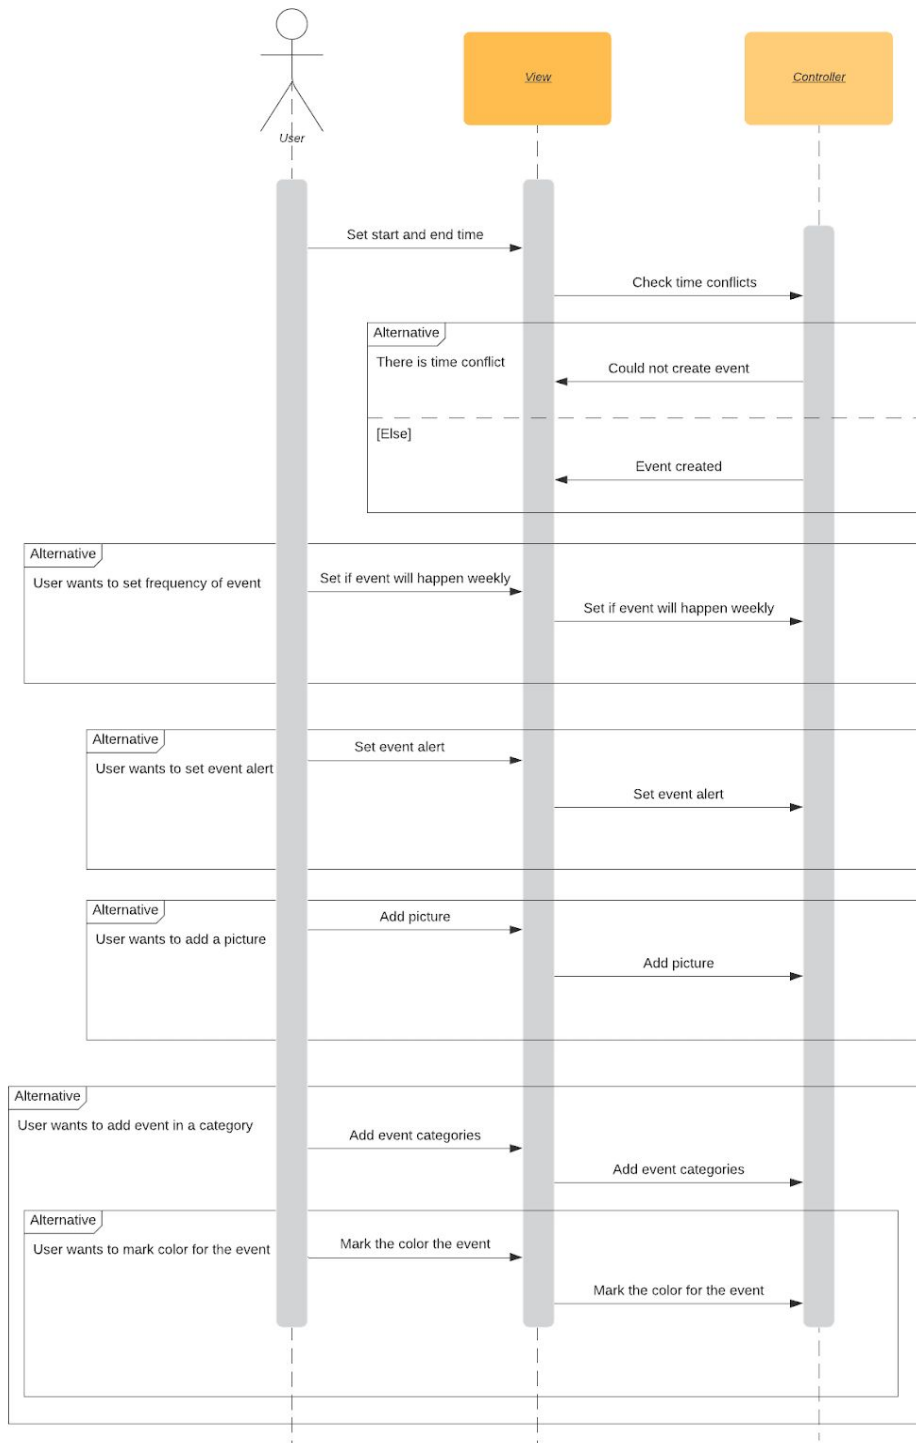 User
View
Controller
Set start and end time
Check time conflicts
Alternative
There is time conflict
Could not create event
[Else]
Event created
Alternative
User wants to set frequency of event
Set if event will happen weekly
Set if event will happen weekly
Alternative
User wants to set event alert
Set event alert
Set event alert
Alternative
User wants to add a picture
Add picture
Add picture
Alternative
User wants to add event in a category
Add event categories
Add event categories
Alternative
User wants to mark color for the event
Mark the color the event
Mark the color for the event